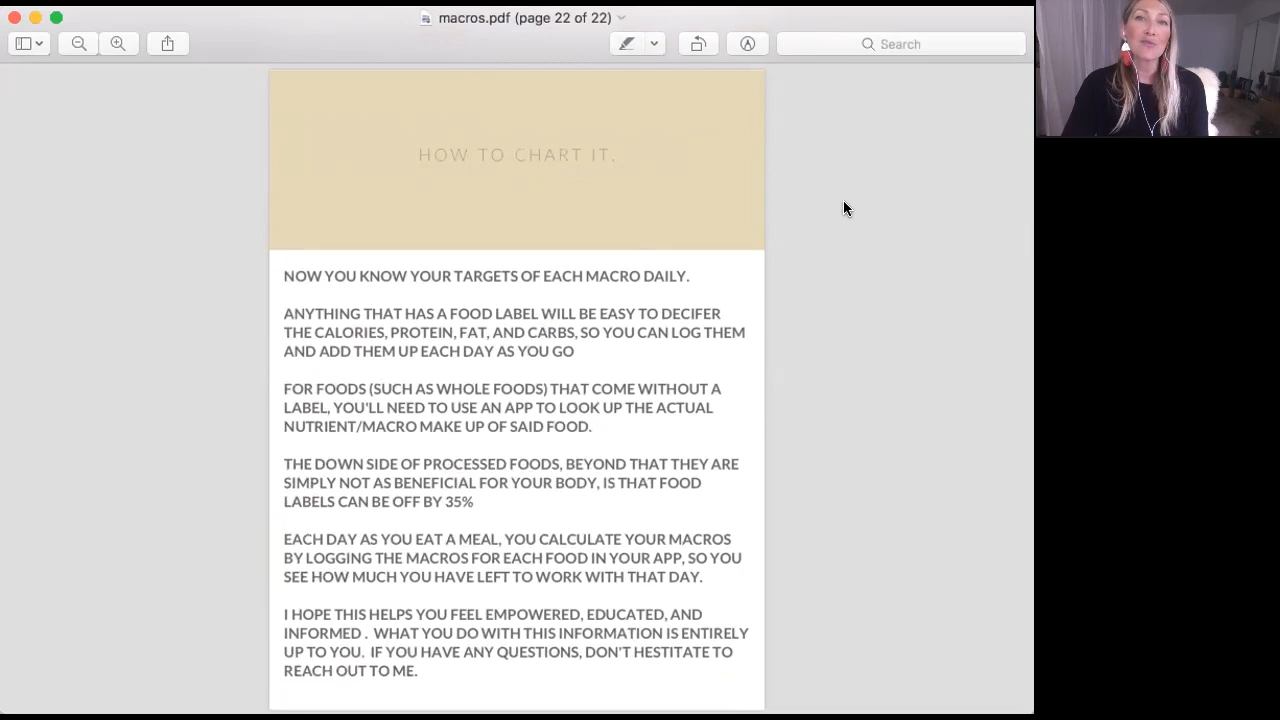 macros.pdf (page 22 of 22)
Search
HOW TO CHART IT.
NOW YOU KNOW YOUR TARGETS OF EACH MACRO DAILY.
ANYTHING THAT HAS A FOOD LABEL WILL BE EASY TO DECIFER
THE CALORIES, PROTEIN, FAT, AND CARBS, SO YOU CAN LOG THEM
AND ADD THEM UP EACH DAY AS YOU GO
FOR FOODS (SUCH AS WHOLE FOODS) THAT COME WITHOUT A
LABEL, YOU'LL NEED TO USE AN APP TO LOOK UP THE ACTUAL
NUTRIENT/MACRO MAKE UP OF SAID FOOD.
THE DOWN SIDE OF PROCESSED FOODS, BEYOND THAT THEY ARE
SIMPLY NOT AS BENEFICIAL FOR YOUR BODY, IS THAT FOOD
LABELS CAN BE OFF BY 35%
EACH DAY AS YOU EAT A MEAL, YOU CALCULATE YOUR MACROS
BY LOGGING THE MACROS FOR EACH FOOD IN YOUR APP, SO YOU
SEE HOW MUCH YOU HAVE LEFT TO WORK WITH THAT DAY.
I HOPE THIS HELPS YOU FEEL EMPOWERED, EDUCATED, AND
INFORMED .  WHAT YOU DO WITH THIS INFORMATION IS ENTIRELY
UP TO YOU.  IF YOU HAVE ANY QUESTIONS, DON'T HESTITATE TO
REACH OUT TO ME.